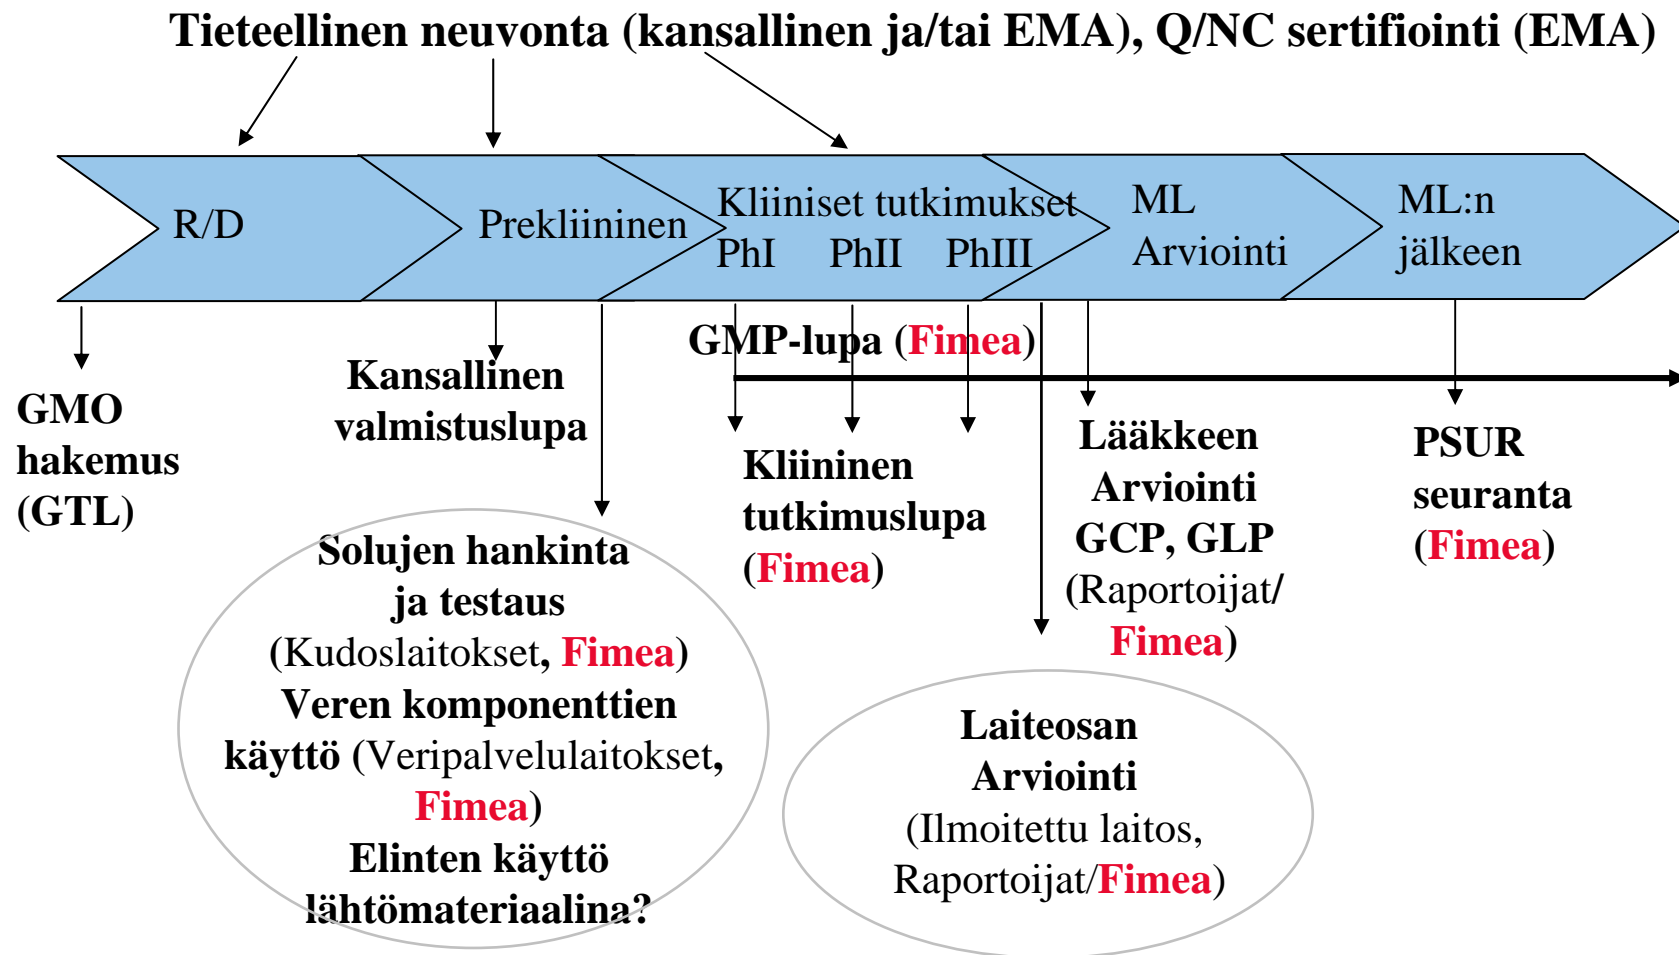 Tieteellinen neuvonta (kansallinen ja/tai EMA), Q/NC sertifiointi (EMA)
R/D
Prekliininen
Kliiniset tutkimukset
PhI PhII PhIII
ML
Arviointi
ML:n
jälkeen
GMP-lupa (Fimea)
GMO
hakemus
(GTL)
Kansallinen
valmistuslupa
Solujen hankinta
ja testaus
(Kudoslaitokset, Fimea)
Veren komponenttien
käyttö (Veripalvelulaitokset,
Fimea)
Elinten käyttö
lähtömateriaalina?
Kliininen
tutkimuslupa
(Fimea)
Laiteosan
Arviointi
(Ilmoitettu laitos,
Raportoijat/Fimea)
Lääkkeen
Arviointi
GCP, GLP
(Raportoijat/
Fimea)
PSUR
seuranta
(Fimea)